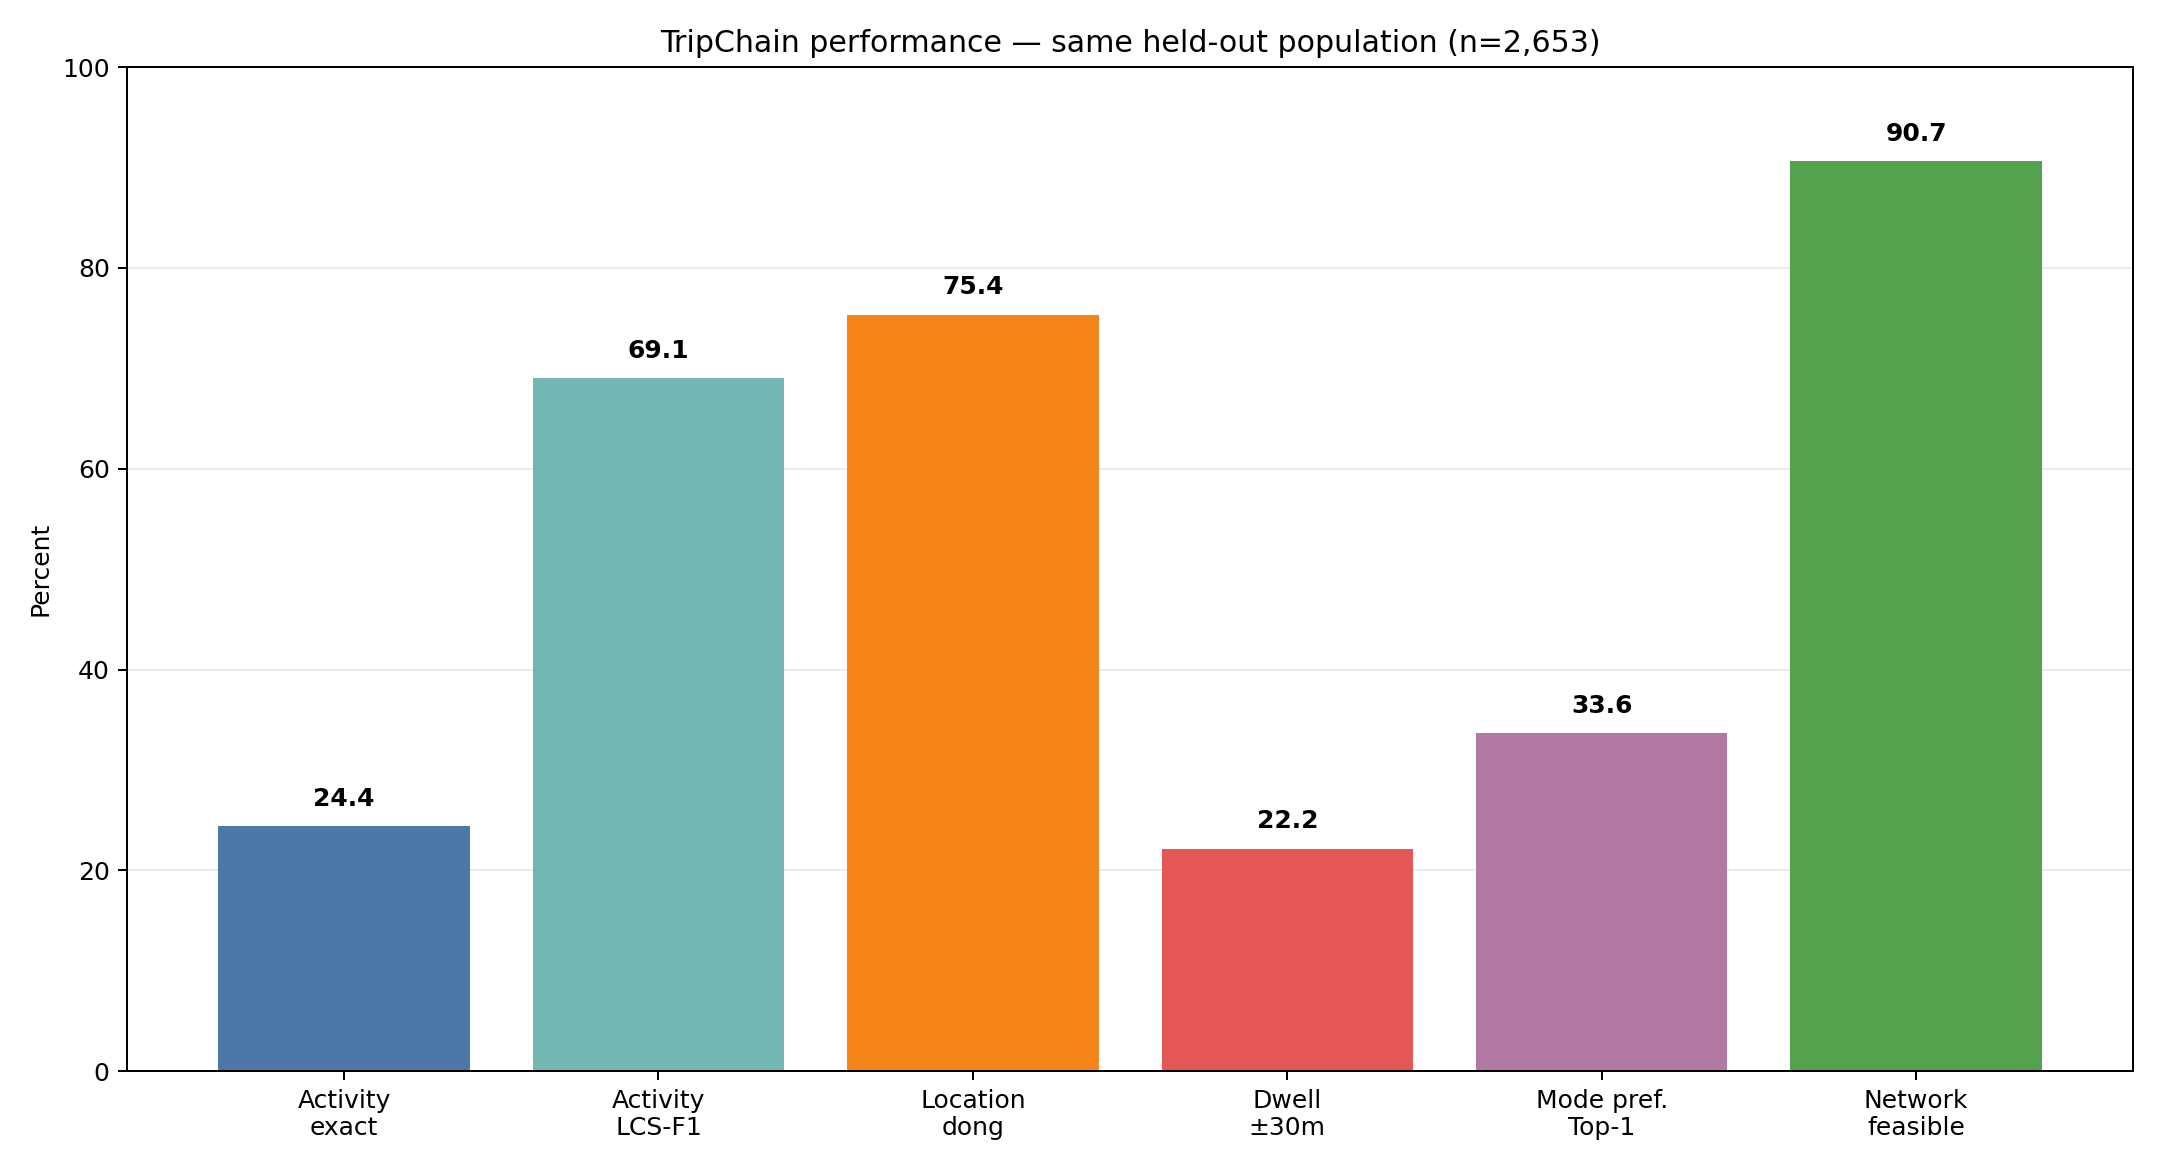 TripChain performance — same held-out population (n=2,653)
100
80
60
40
20
0
Percent
24.4
69.1
75.4
22.2
33.6
90.7
Activity
exact
Activity
LCS-F1
Location
dong
Dwell
±30m
Mode pref.
Top-1
Network
feasible